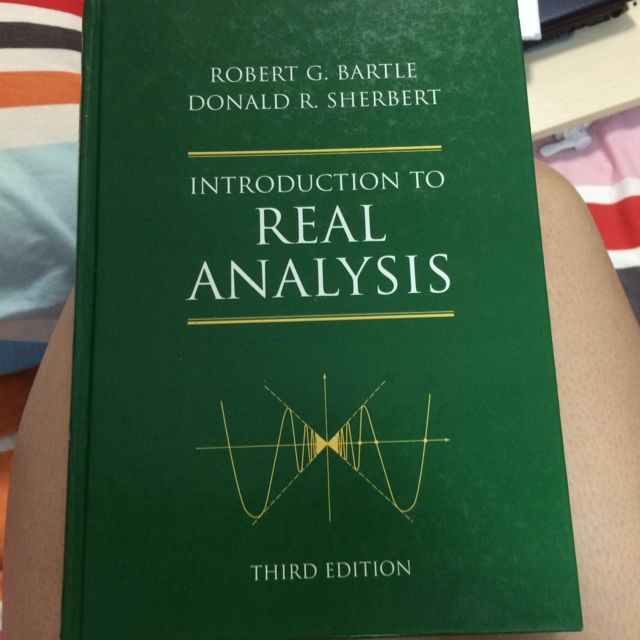 ROBERT G. BARTLE
DONALD R. SHERBERT
INTRODUCTION TO
REAL
ANALYSIS
THIRD EDITION